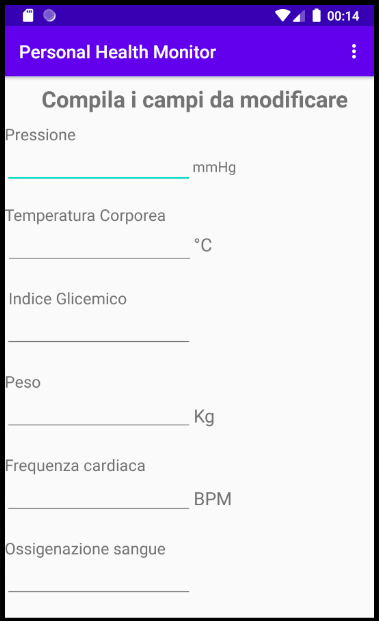 00:14
Personal Health Monitor
Compila i campi da modificare
Pressione
mmHg
Temperatura Corporea
°C
Indice Glicemico
Peso
Kg
Frequenza cardiaca
BPM
Ossigenazione sangue